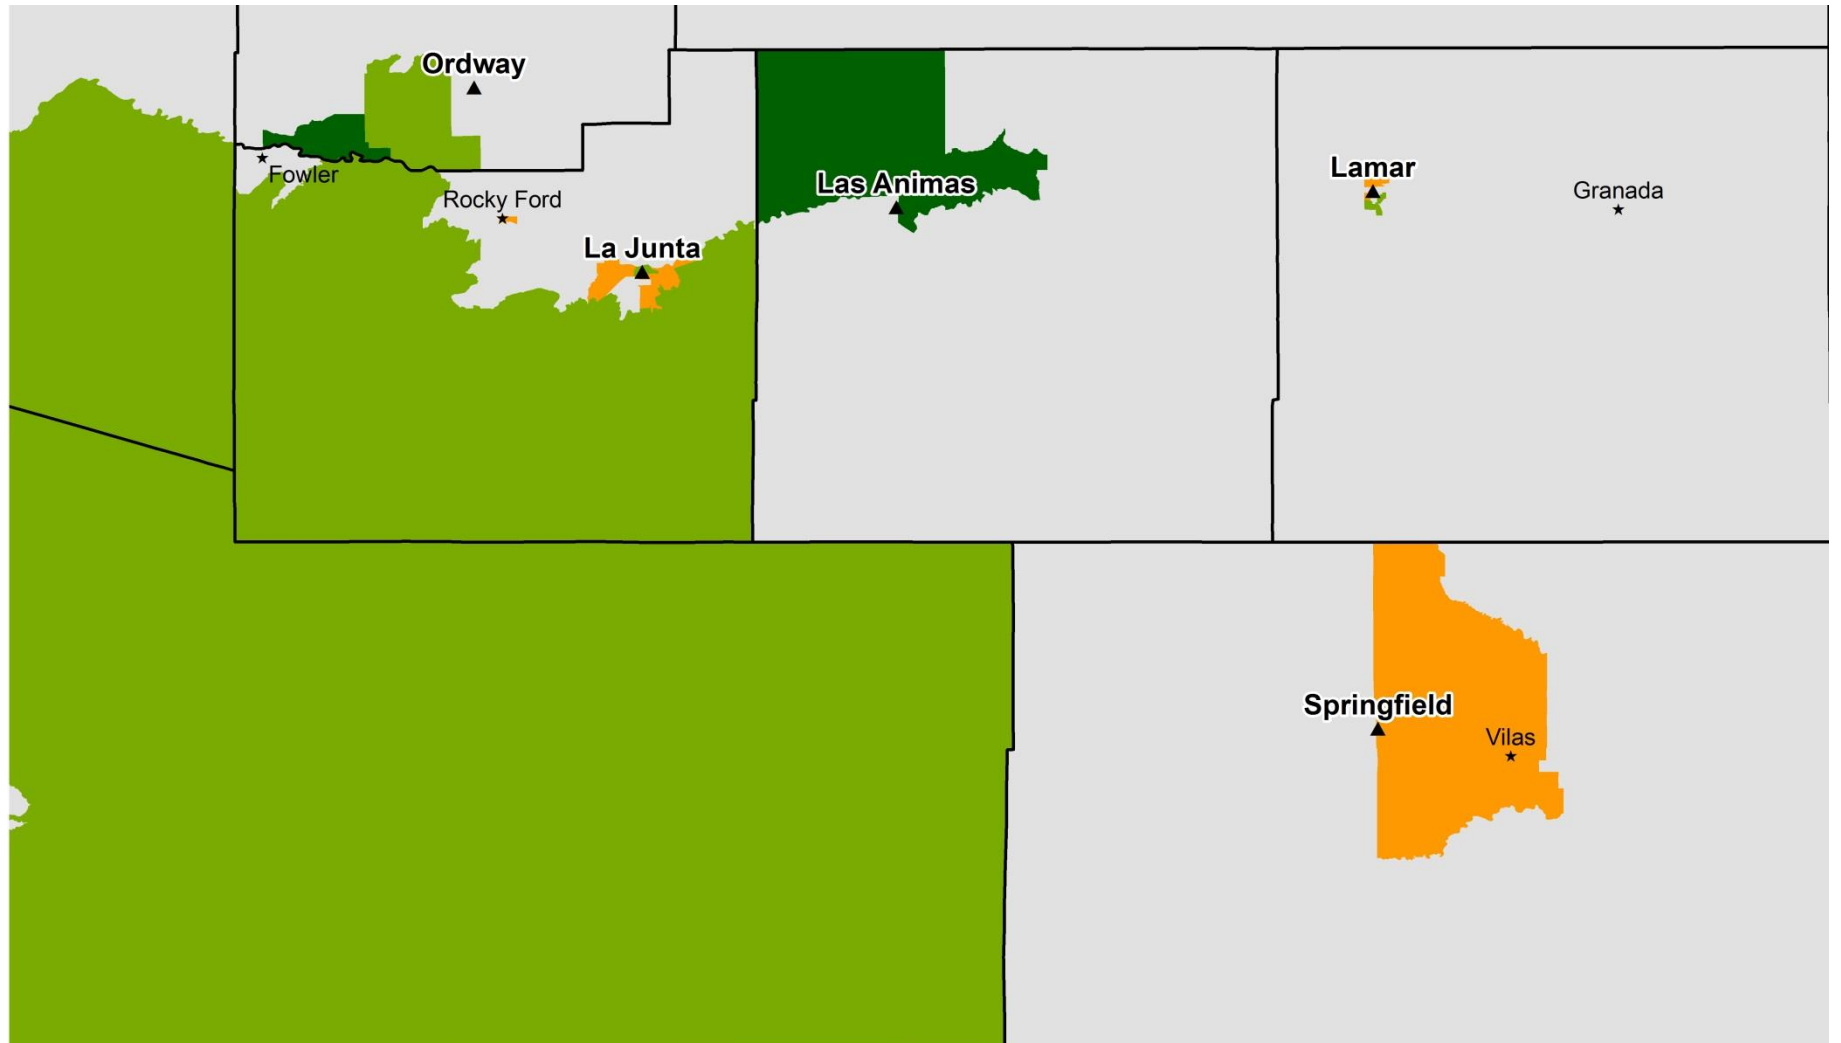 Ordway
Fowler
Rocky Ford
La Junta
Las Animas
Lamar
Granada
Springfield
Vilas